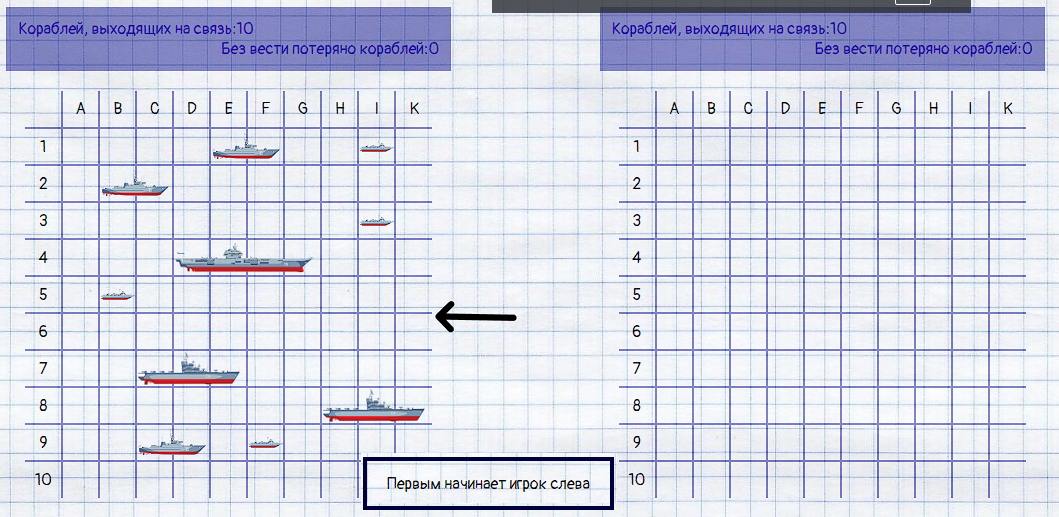 Кораблей, выходящих на связь:10
Без вести потеряно кораблей:0
A B C D E F G H I K
1
2
3
4
5
6
7
8
9
10
Кораблей, выходящих на связь:10
Без вести потеряно кораблей:0
A B C D E F G H I K
1
2
3
4
5
6
7
8
9
10
Первым начинает игрок слева